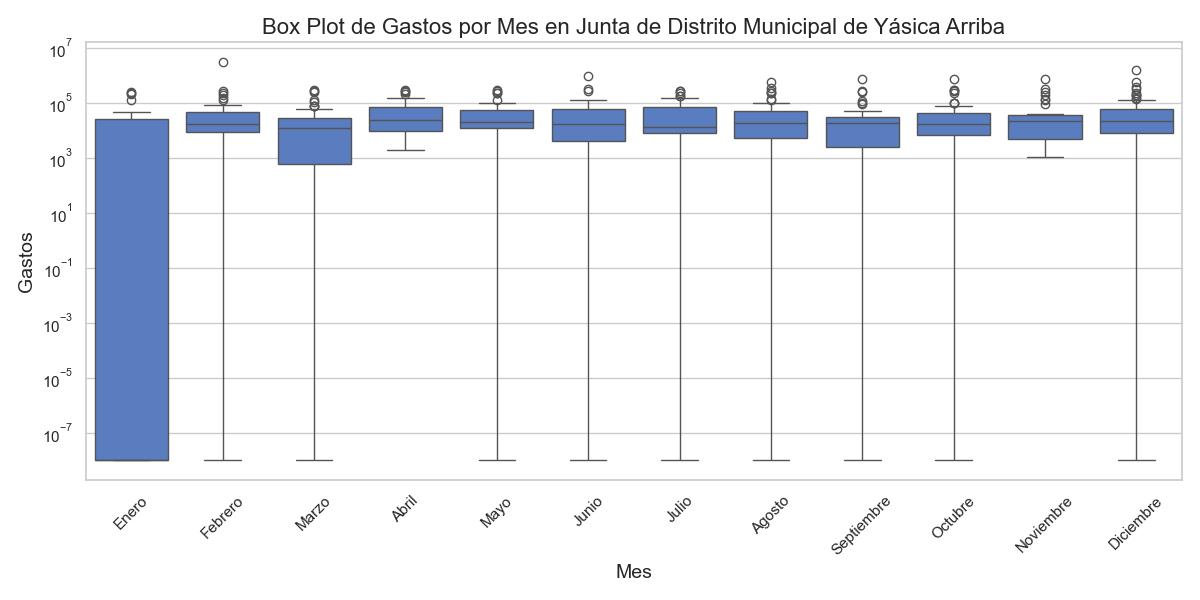 Box Plot de Gastos por Mes en Junta de Distrito Municipal de Yásica Arriba
10^7
10^5
10^3
10^1
10^−1
10^−3
10^−5
10^−7
Gastos
Enero
Febrero
Marzo
Abril
Mayo
Junio
Julio
Agosto
Septiembre
Octubre
Noviembre
Diciembre
Mes